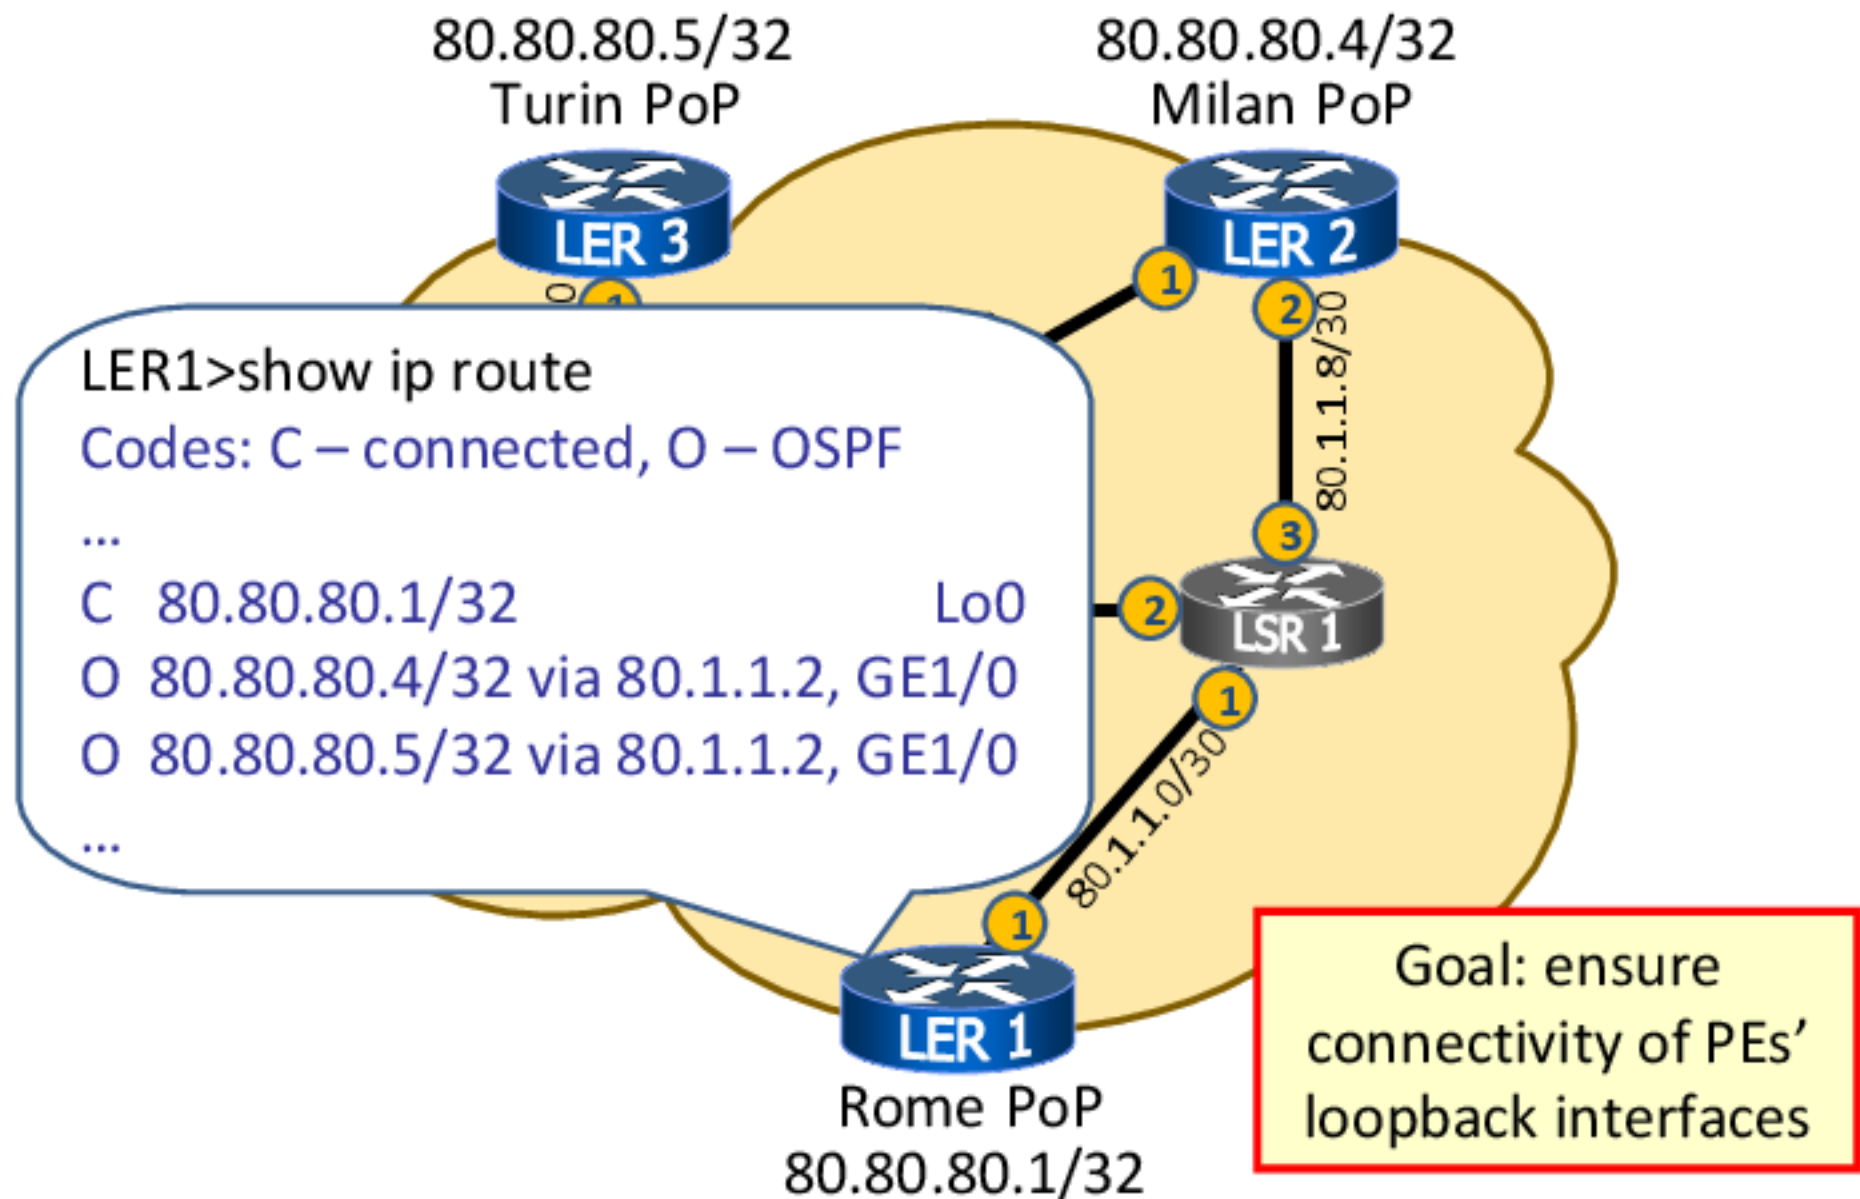 80.80.80.5/32
Turin PoP
80.80.80.4/32
Milan PoP
LER 3
LER 2
0
1
1
2
80.1.1.8/30
LER1>show ip route
Codes: C – connected, O – OSPF
...
C 80.80.80.1/32 Lo0
O 80.80.80.4/32 via 80.1.1.2, GE1/0
O 80.80.80.5/32 via 80.1.1.2, GE1/0
...
3
2
LSR 1
1
80.1.1.0/30
1
LER 1
Rome PoP
80.80.80.1/32
Goal: ensure
connectivity of PEs’
loopback interfaces